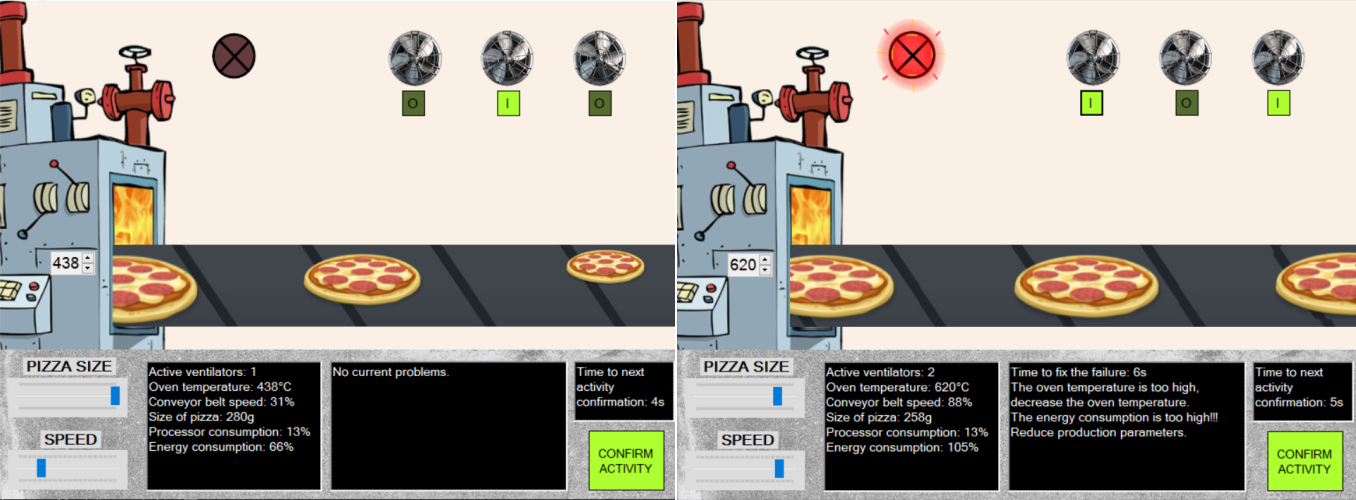 O
I
O
438
PIZZA SIZE
SPEED
Active ventilators: 1
Oven temperature: 438°C
Conveyor belt speed: 31%
Size of pizza: 280g
Processor consumption: 13%
Energy consumption: 66%
No current problems.
Time to next
activity
confirmation: 4s
CONFIRM
ACTIVITY
I
O
I
620
PIZZA SIZE
SPEED
Active ventilators: 2
Oven temperature: 620°C
Conveyor belt speed: 88%
Size of pizza: 258g
Processor consumption: 13%
Energy consumption: 105%
Time to fix the failure: 6s
The oven temperature is too high,
decrease the oven temperature.
The energy consumption is too high!!!
Reduce production parameters.
Time to next
activity
confirmation: 5s
CONFIRM
ACTIVITY